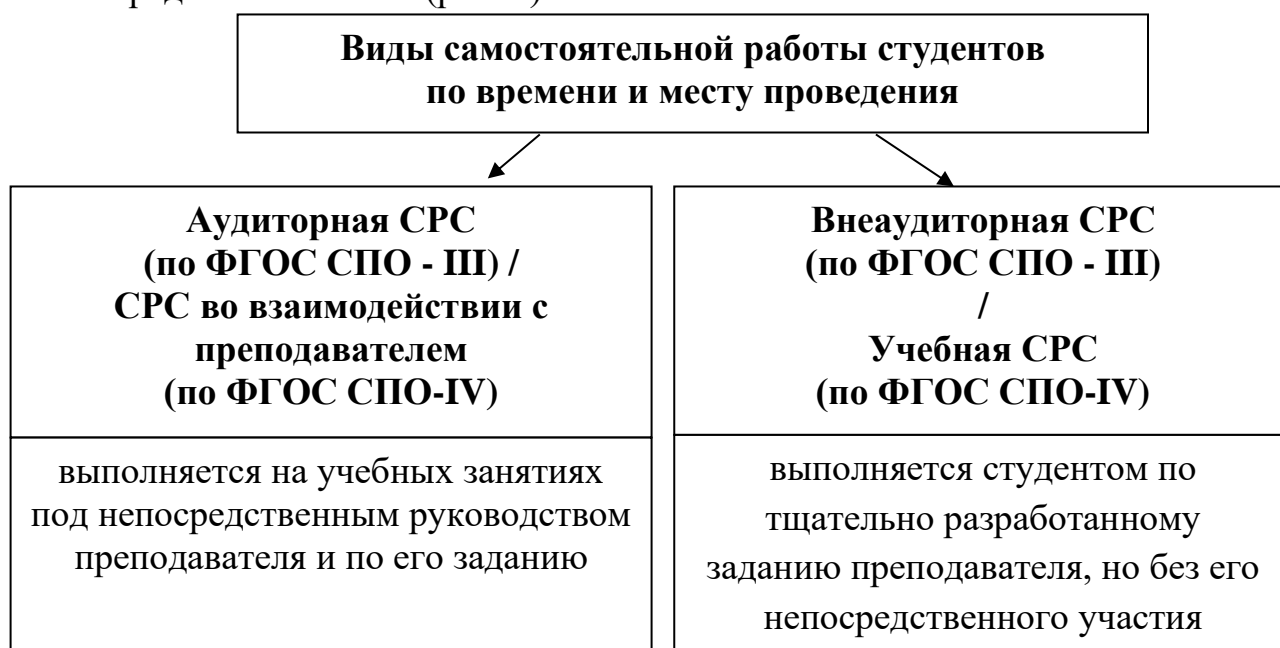 Виды самостоятельной работы студентов
по времени и месту проведения
Аудиторная СРС
(по ФГОС СПО - III) /
СРС во взаимодействии с
преподавателем
(по ФГОС СПО-IV)
выполняется на учебных занятиях
под непосредственным руководством
преподавателя и по его заданию
Внеаудиторная СРС
(по ФГОС СПО - III)
/
Учебная СРС
(по ФГОС СПО-IV)
выполняется студентом по
тщательно разработанному
заданию преподавателя, но без его
непосредственного участия